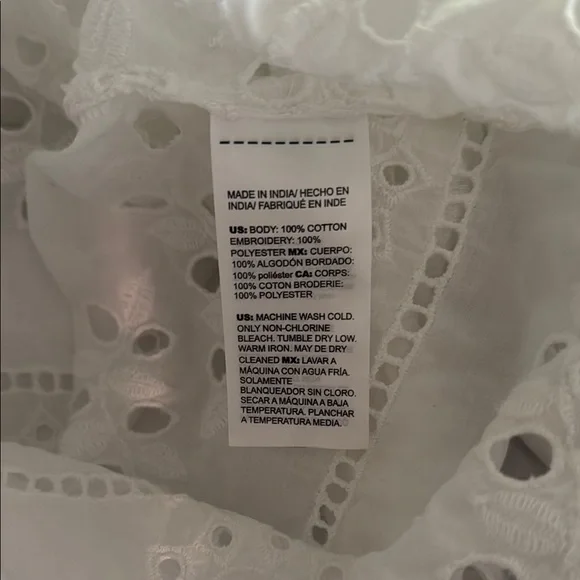 MADE IN INDIA/ HECHO EN
INDIA/ FABRIQUÉ EN INDE
US: BODY: 100% COTTON
EMBROIDERY: 100%
POLYESTER MX: CUERPO:
100% ALGODÓN BORDADO:
100% poliéster CA: CORPS:
100% COTON BRODERIE:
100% POLYESTER
US: MACHINE WASH COLD.
ONLY NON-CHLORINE
BLEACH. TUMBLE DRY LOW.
WARM IRON. MAY BE DRY
CLEANED MX: LAVAR A
MÁQUINA CON AGUA FRÍA.
SOLAMENTE
BLANQUEADOR SIN CLORO.
SECAR A MÁQUINA A BAJA
TEMPERATURA. PLANCHAR
A TEMPERATURA MEDIA.